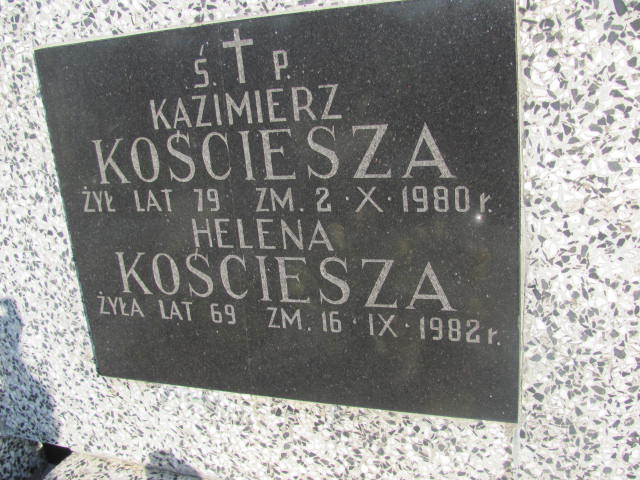 Ś. P.
KAZIMIERZ
KOŚCIESZA
ŻYŁ LAT 79 ZM. 2·X·1980 r.
HELENA
KOŚCIESZA
ŻYŁA LAT 69 ZM. 16·IX·1982 r.